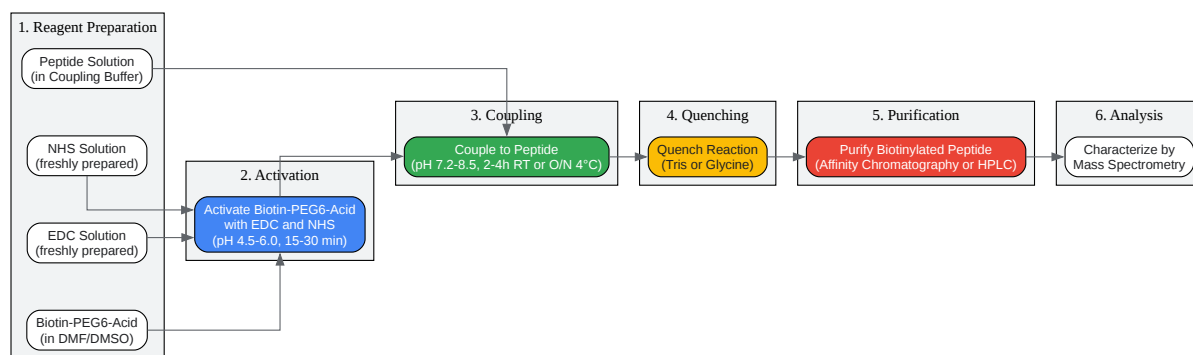 1. Reagent Preparation
Peptide Solution
(in Coupling Buffer)
NHS Solution
(freshly prepared)
EDC Solution
(freshly prepared)
Biotin-PEG6-Acid
(in DMF/DMSO)
2. Activation
Activate Biotin-PEG6-Acid
with EDC and NHS
(pH 4.5-6.0, 15-30 min)
3. Coupling
Couple to Peptide
(pH 7.2-8.5, 2-4h RT or O/N 4°C)
4. Quenching
Quench Reaction
(Tris or Glycine)
5. Purification
Purify Biotinylated Peptide
(Affinity Chromatography or HPLC)
6. Analysis
Characterize by
Mass Spectrometry